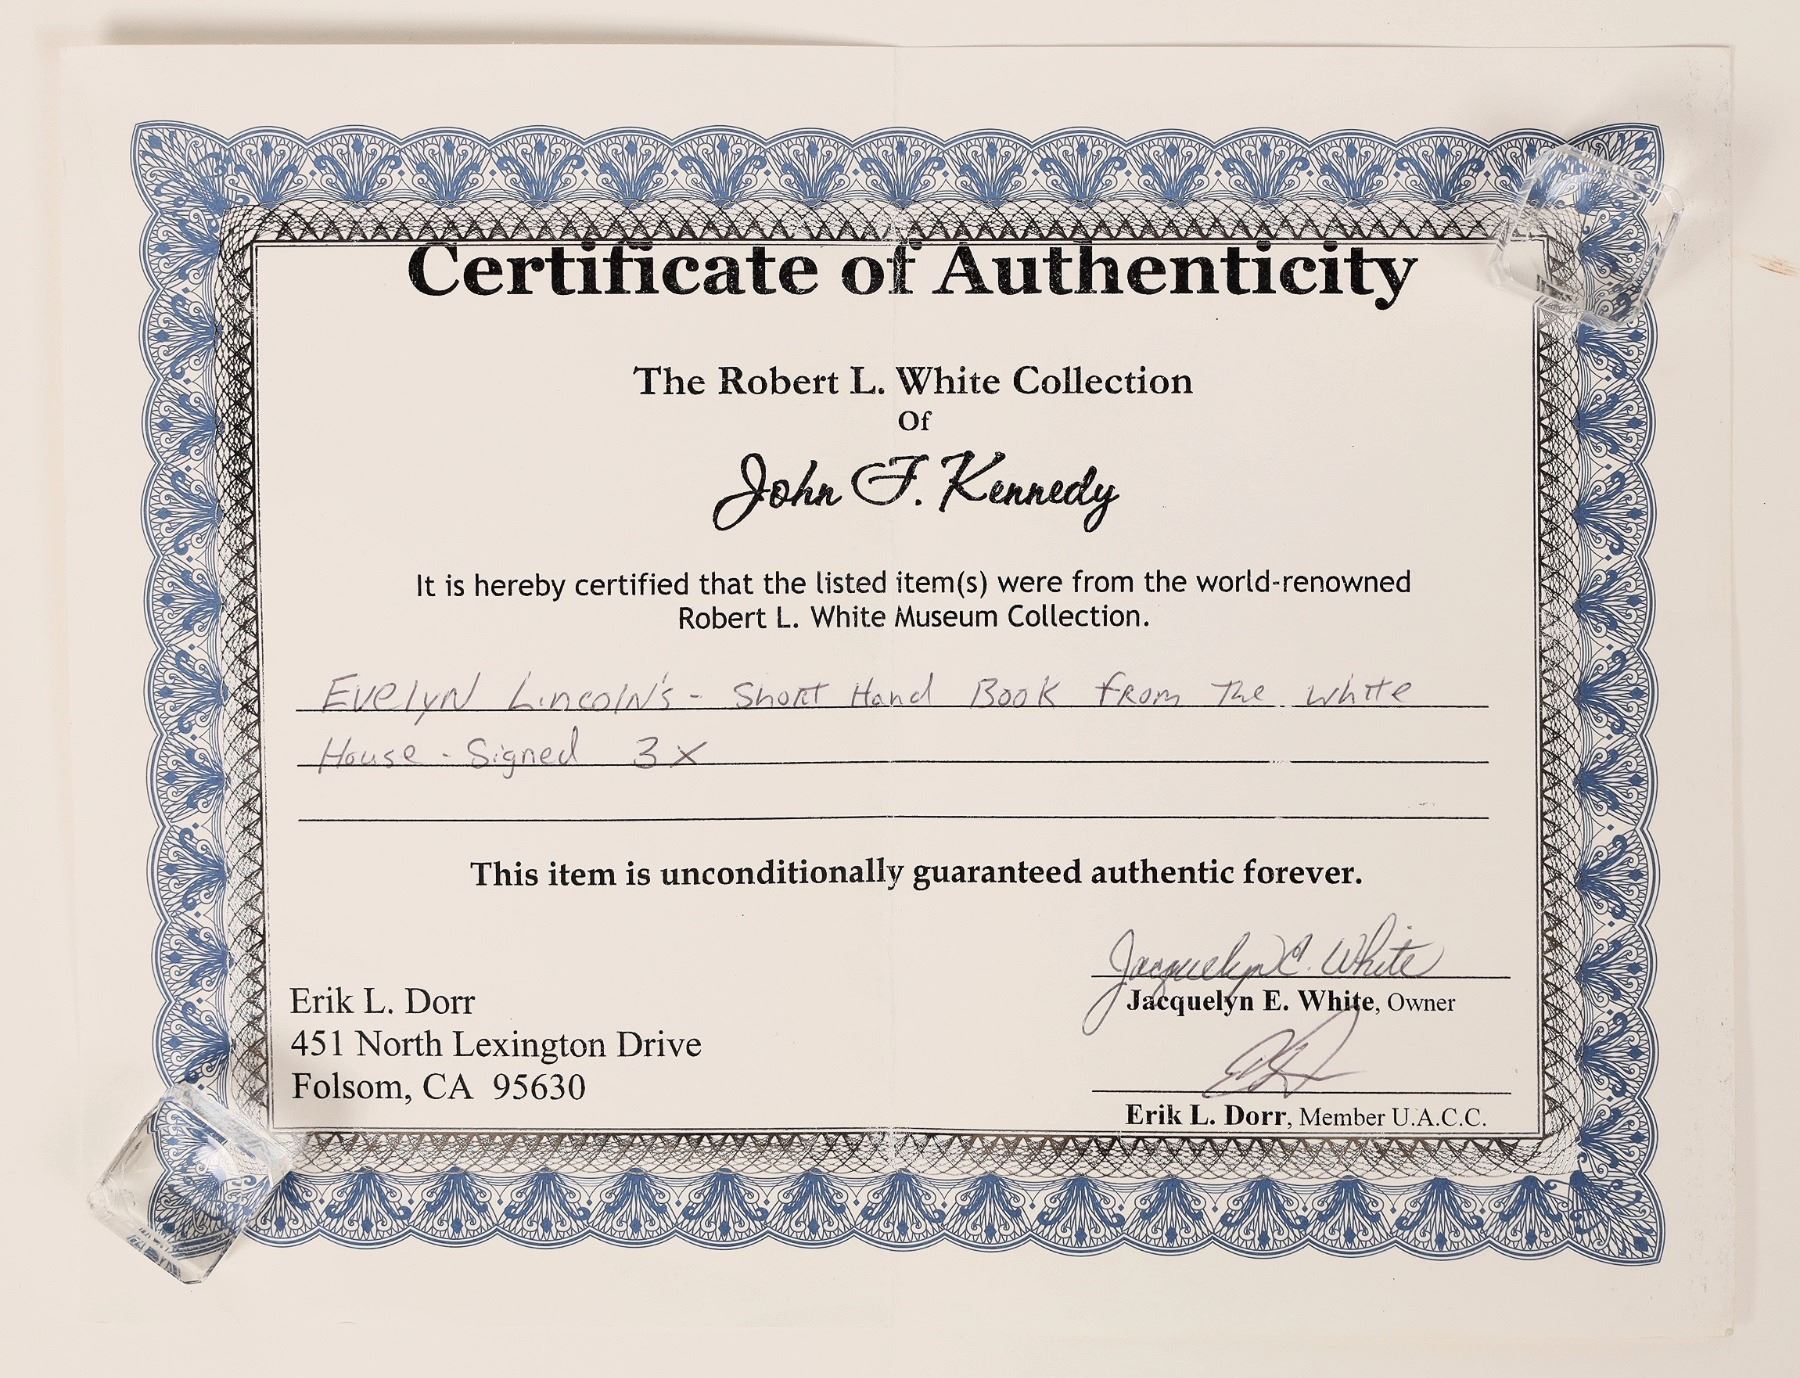 Certificate of Authenticity
The Robert L. White Collection
Of
John F. Kennedy
It is hereby certified that the listed item(s) were from the world-renowned
Robert L. White Museum Collection.
Evelyn Lincoln's - Short Hand Book from The White
House - Signed 3x
This item is unconditionally guaranteed authentic forever.
Jacquelyn E. White
Jacquelyn E. White, Owner
Erik L. Dorr
451 North Lexington Drive
Folsom, CA 95630
Erik L. Dorr, Member U.A.C.C.